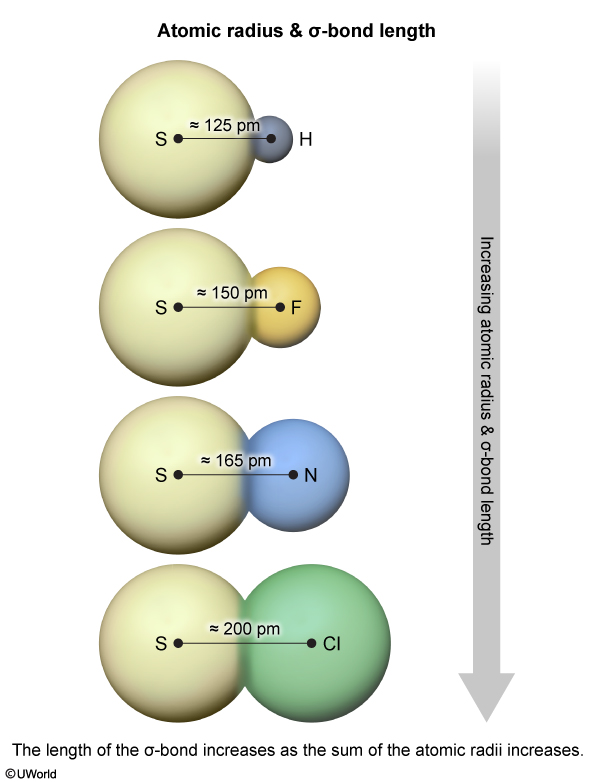 Atomic radius & σ-bond length
S ≈ 125 pm H
S ≈ 150 pm F
S ≈ 165 pm N
S ≈ 200 pm Cl
Increasing atomic radius & σ-bond length
The length of the σ-bond increases as the sum of the atomic radii increases.
©UWorld